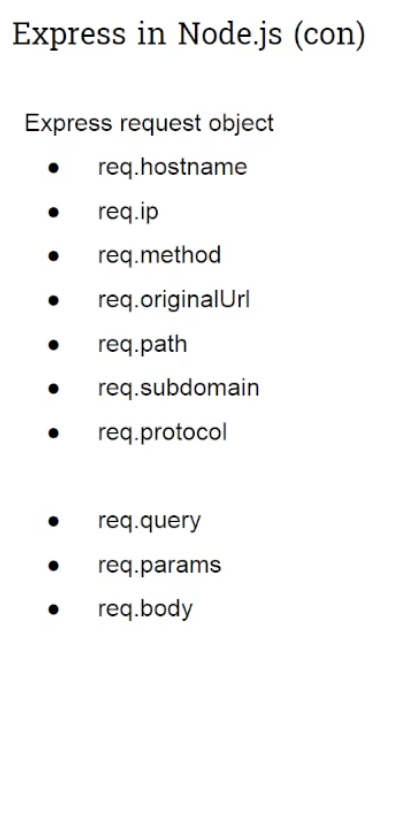 Express in Node.js (con)
Express request object
● req.hostname
● req.ip
● req.method
● req.originalUrl
● req.path
● req.subdomain
● req.protocol
● req.query
● req.params
● req.body